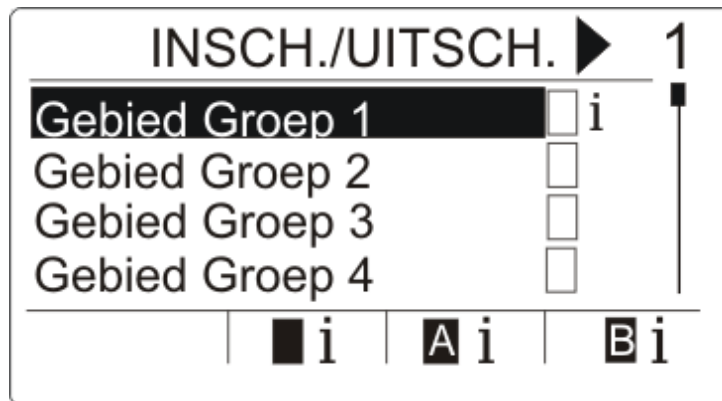 INSCH./UITSCH. ▶ 1
Gebied Groep 1 i
Gebied Groep 2
Gebied Groep 3
Gebied Groep 4
i A i B i